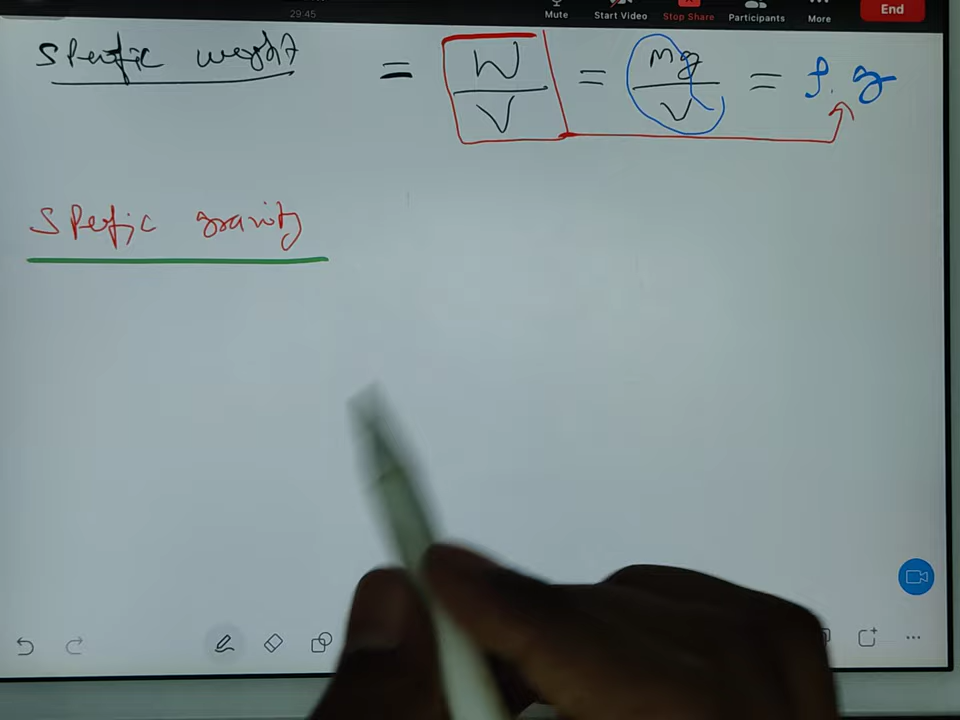 29:45 Mute Start Video Stop Share Participants More End
Specific weight = W/V = mg/V = ρ.g
Specific gravity